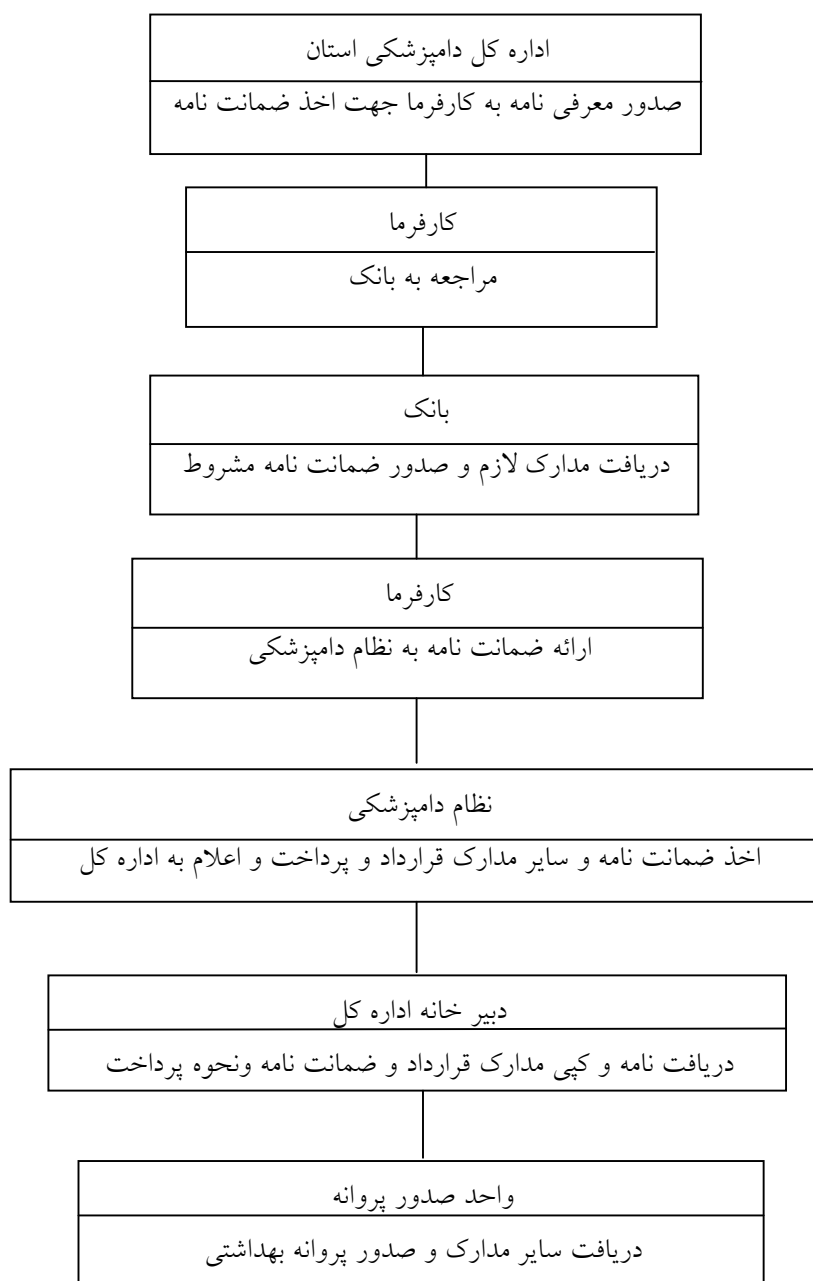 اداره کل دامپزشکی استان
صدور معرفی نامه به کارفرما جهت اخذ ضمانت نامه
کارفرما
مراجعه به بانک
بانک
دریافت مدارک لازم و صدور ضمانت نامه مشروط
کارفرما
ارائه ضمانت نامه به نظام دامپزشکی
نظام دامپزشکی
اخذ ضمانت نامه و سایر مدارک قرارداد و پرداخت و اعلام به اداره کل
دبیر خانه اداره کل
دریافت نامه و کپی مدارک قرارداد و ضمانت نامه ونحوه پرداخت
واحد صدور پروانه
دریافت سایر مدارک و صدور پروانه بهداشتی